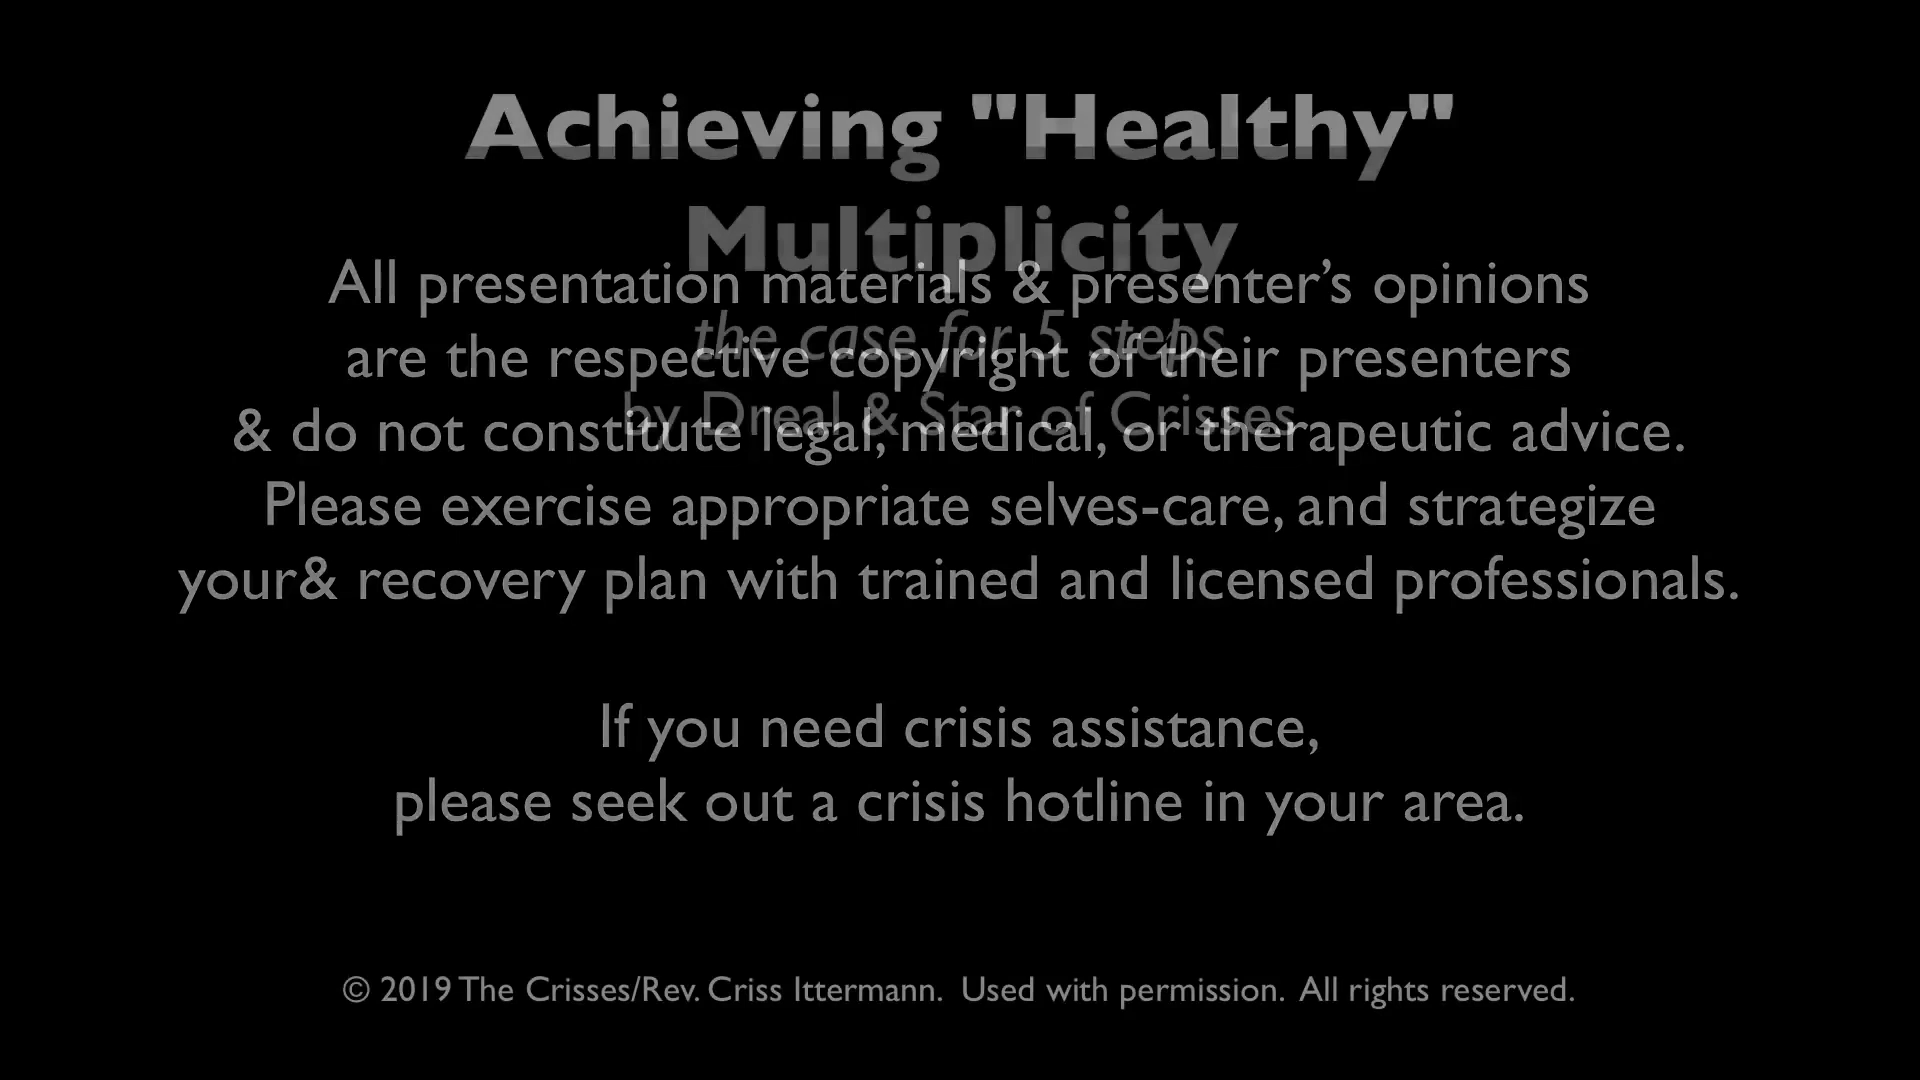 Achieving "Healthy"
Multiplicity
the case for 5 steps
by Dreal & Star of Crisses
All presentation materials & presenter’s opinions
are the respective copyright of their presenters
& do not constitute legal, medical, or therapeutic advice.
Please exercise appropriate selves-care, and strategize
your& recovery plan with trained and licensed professionals.
If you need crisis assistance,
please seek out a crisis hotline in your area.
© 2019 The Crisses/Rev. Criss Ittermann. Used with permission. All rights reserved.